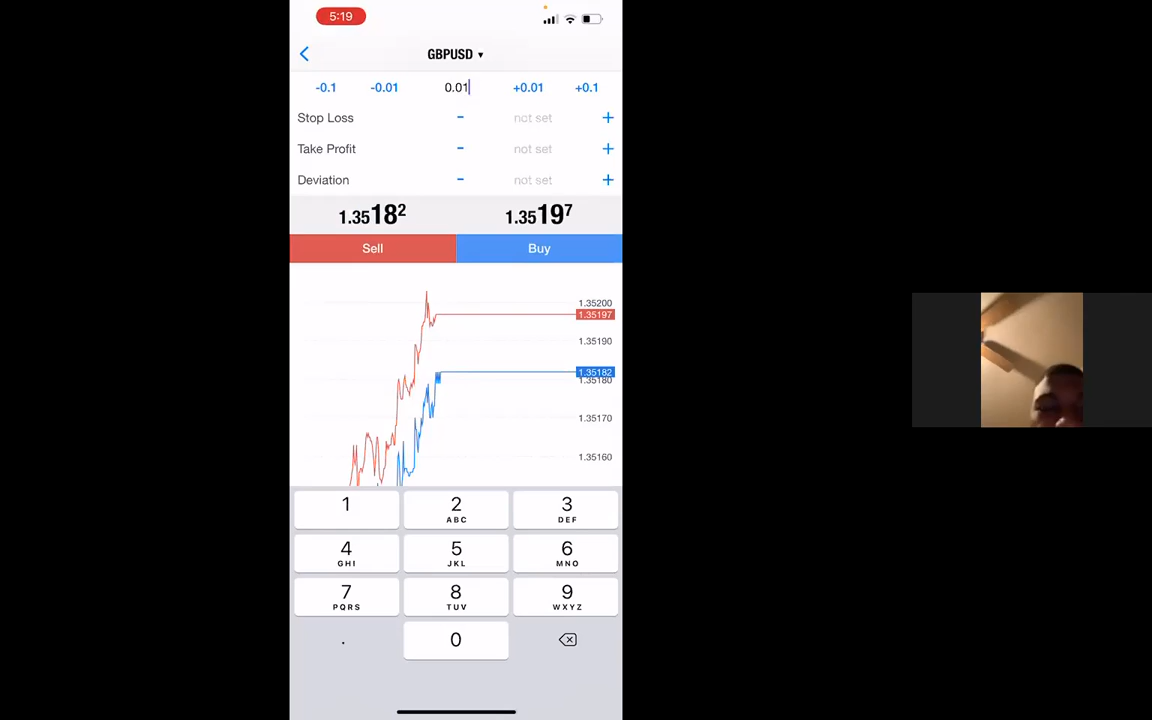 5:19
GBPUSD ▾
-0.1 -0.01 0.01 +0.01 +0.1
Stop Loss - not set +
Take Profit - not set +
Deviation - not set +
1.35182 1.35197
Sell Buy
1.35200
1.35197
1.35190
1.35182
1.35180
1.35170
1.35160
1 2 3
ABC DEF
4 5 6
GHI JKL MNO
7 8 9
PQRS TUV WXYZ
. 0